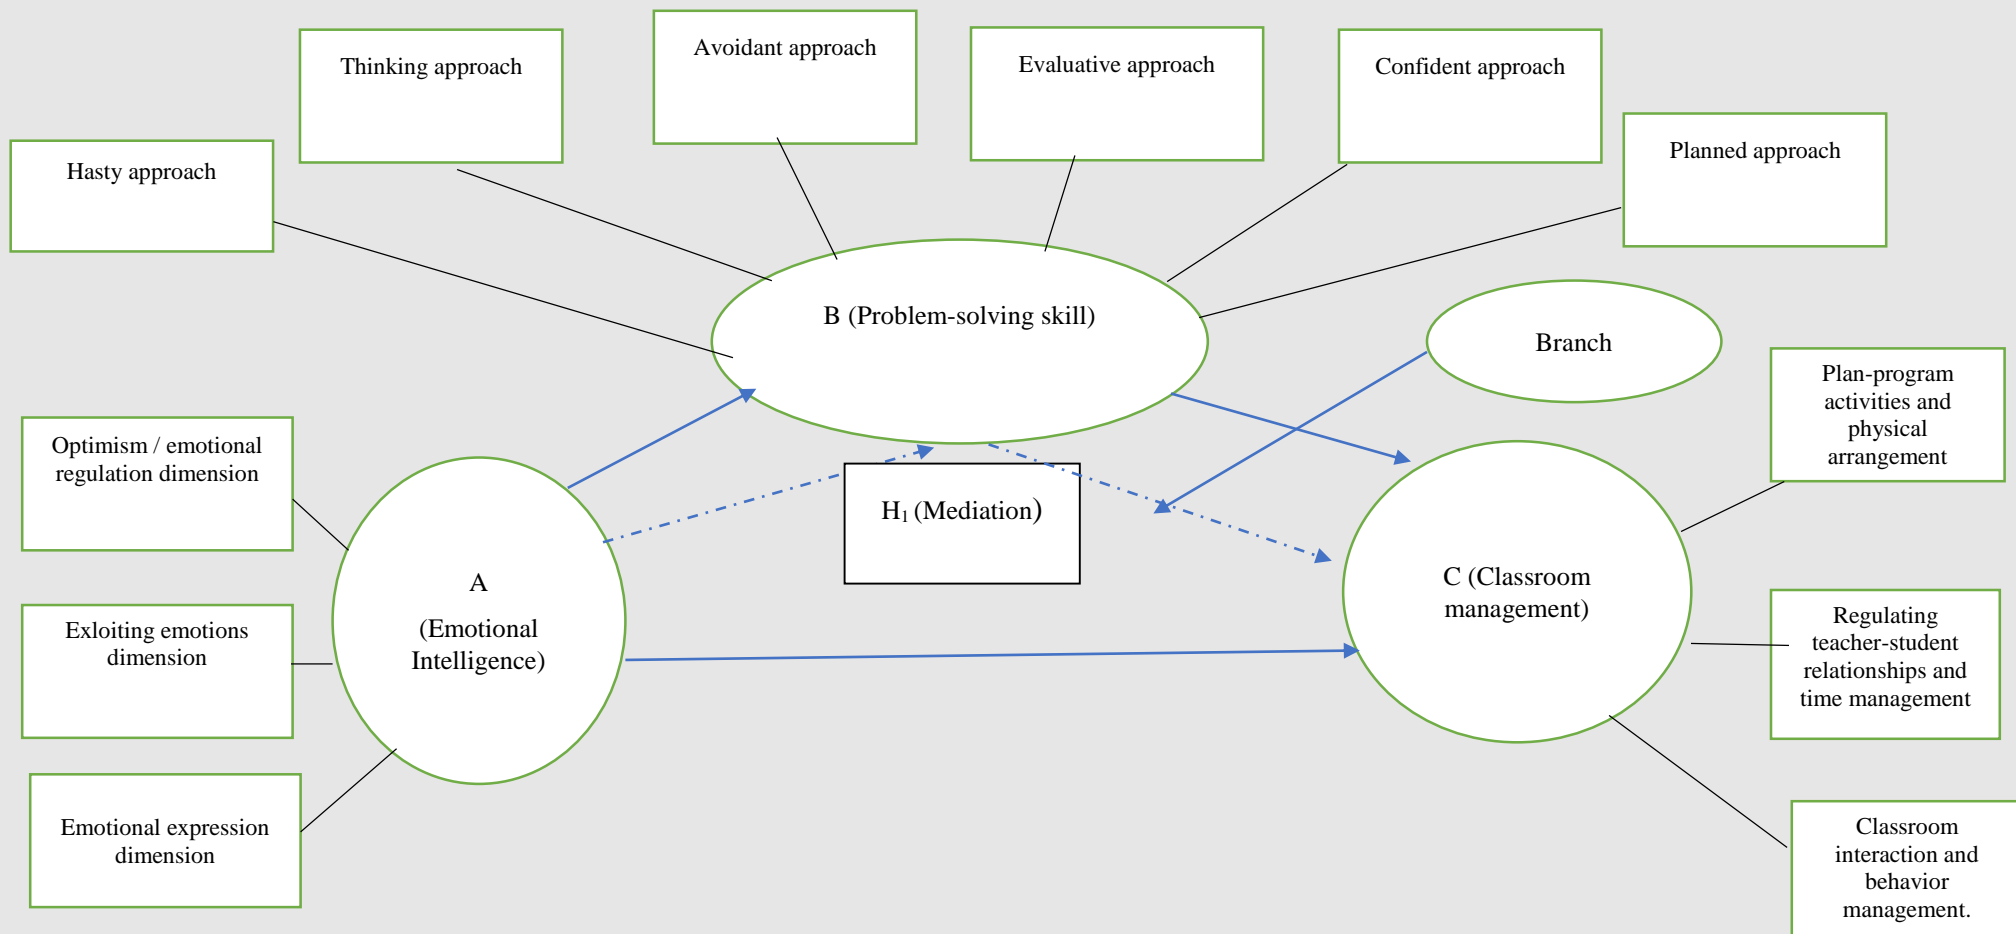 Avoidant approach
Thinking approach
Evaluative approach
Confident approach
Hasty approach
Planned approach
B (Problem-solving skill)
Branch
Plan-program
activities and
physical
arrangement
Optimism / emotional
regulation dimension
H1 (Mediation)
A
(Emotional
Intelligence)
C (Classroom
management)
Exloiting emotions
dimension
Regulating
teacher-student
relationships and
time management
Emotional expression
dimension
Classroom
interaction and
behavior
management.